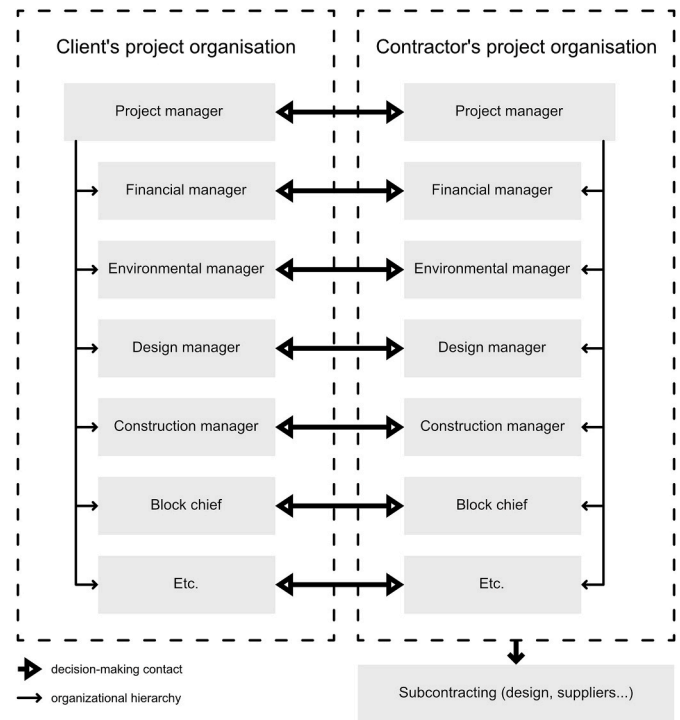 Client's project organisation
Contractor's project organisation
Project manager
Project manager
Financial manager
Financial manager
Environmental manager
Environmental manager
Design manager
Design manager
Construction manager
Construction manager
Block chief
Block chief
Etc.
Etc.
decision-making contact
organizational hierarchy
Subcontracting (design, suppliers...)